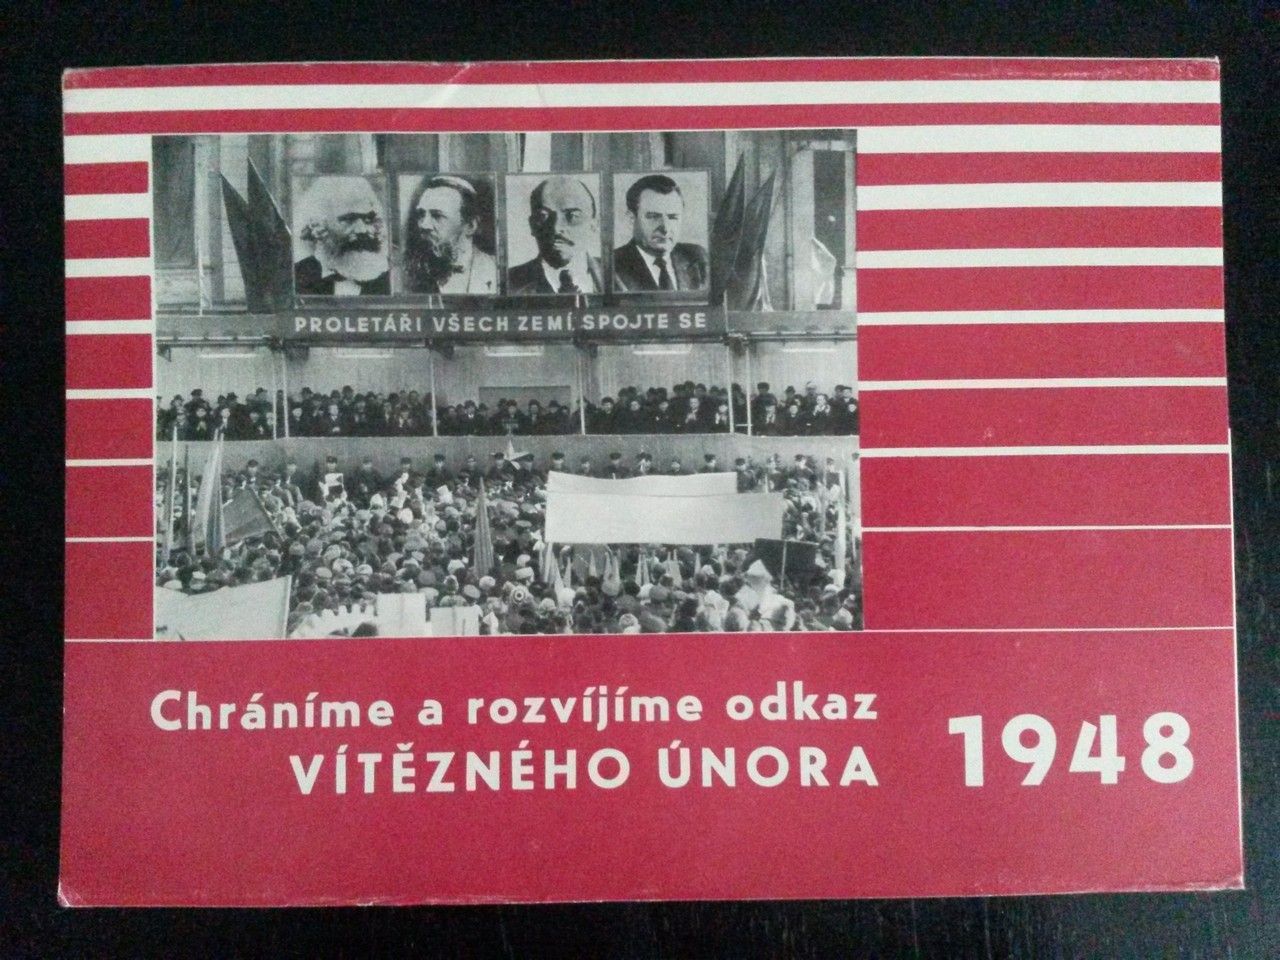 PROLETÁŘI VŠECH ZEMÍ, SPOJTE SE
Chráníme a rozvíjíme odkaz
VÍTĚZNÉHO ÚNORA 1948